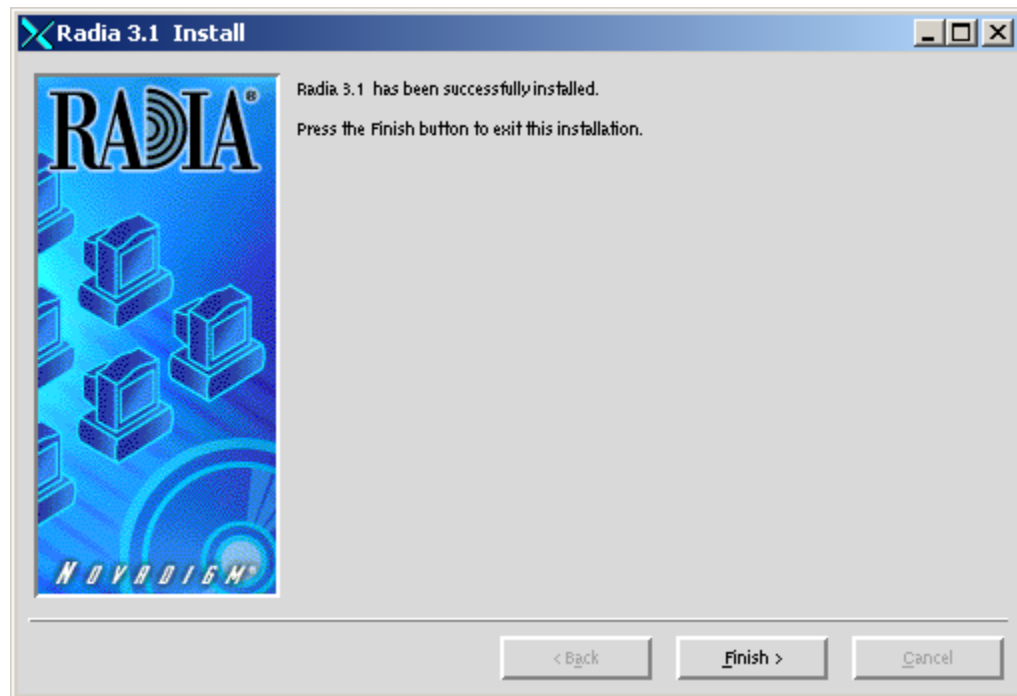 Radia 3.1 Install
RADIA®
Radia 3.1 has been successfully installed.
Press the Finish button to exit this installation.
NOVADIGM®
< Back
Finish >
Cancel